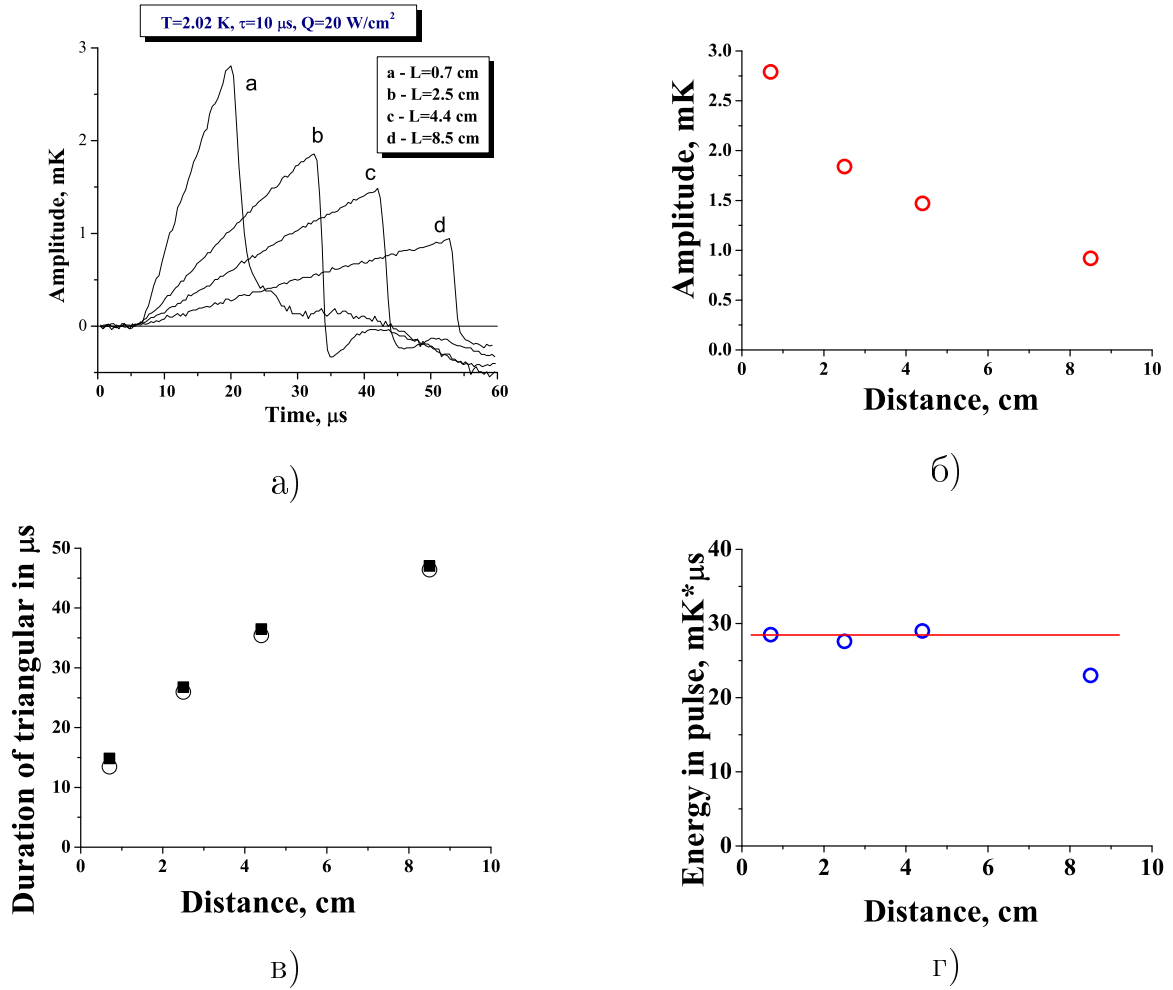 T=2.02 K, τ=10 μs, Q=20 W/cm²
3
2
1
0
Amplitude, mK
a - L=0.7 cm
b - L=2.5 cm
c - L=4.4 cm
d - L=8.5 cm
a
b
c
d
0 10 20 30 40 50 60
Time, μs
а)
3.0
2.5
2.0
1.5
1.0
0.5
0.0
Amplitude, mK
0 2 4 6 8 10
Distance, cm
б)
50
40
30
20
10
0
Duration of triangular in μs
0 2 4 6 8 10
Distance, cm
в)
40
30
20
10
0
Energy in pulse, mK*μs
0 2 4 6 8 10
Distance, cm
г)